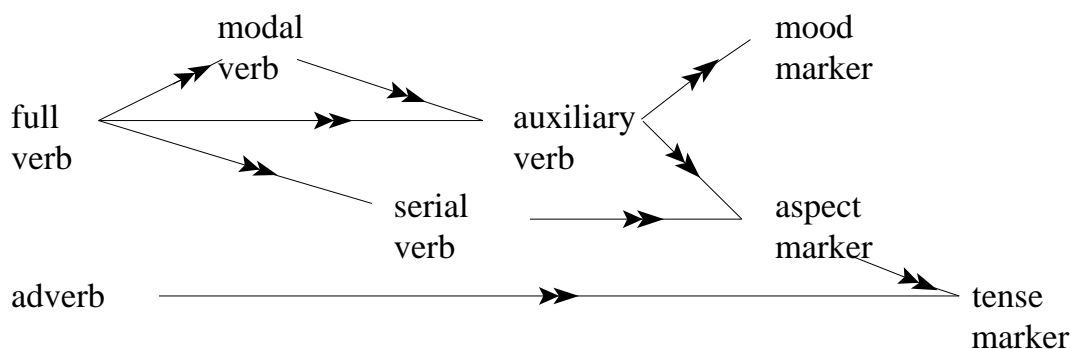 modal
verb
mood
marker
full
verb
auxiliary
verb
serial
verb
aspect
marker
adverb
tense
marker